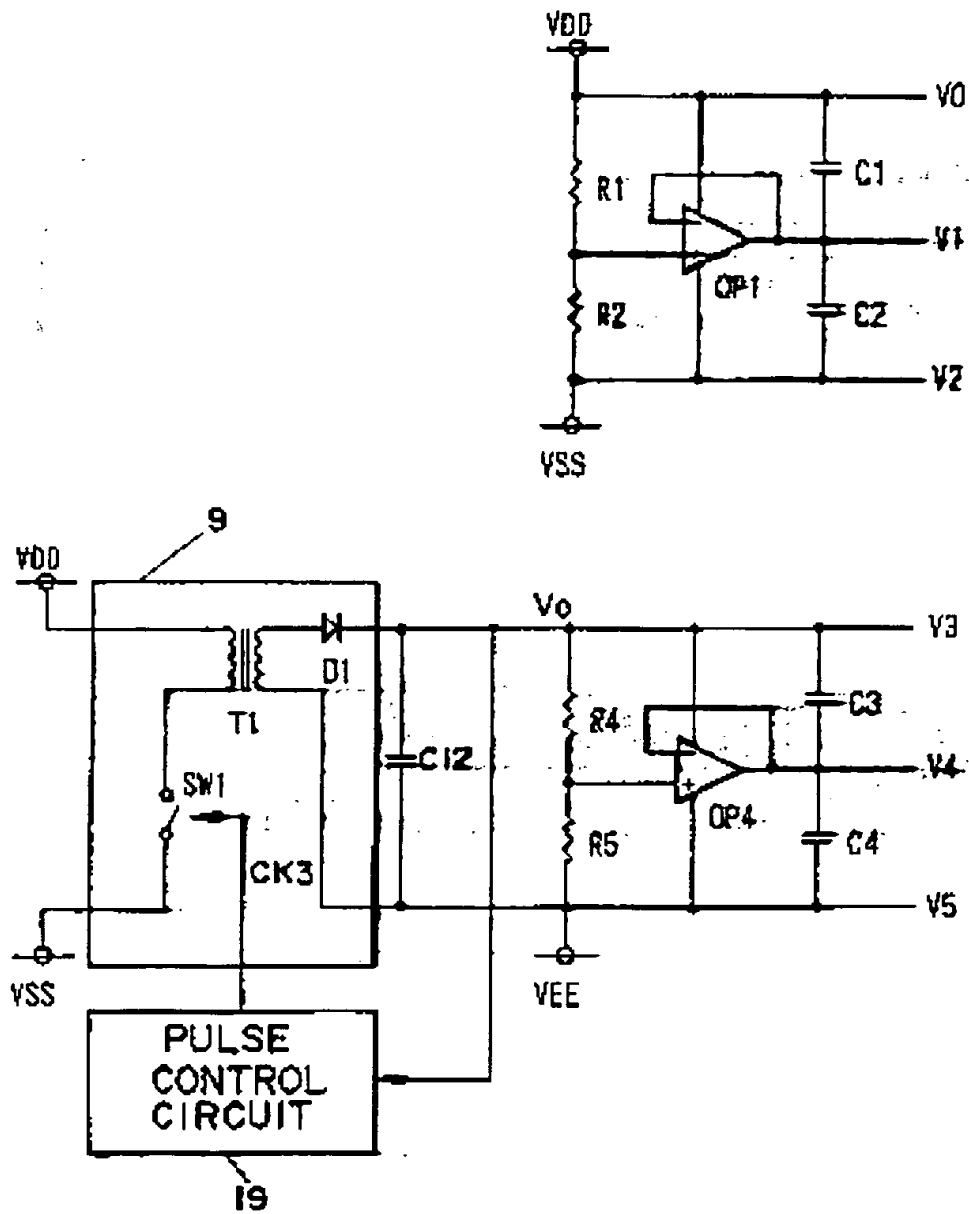 VDD
V0
R1
C1
V1
OP1
R2
C2
V2
VSS
9
VDD
Vo
V3
D1
T1
R4
C3
C12
+
V4
SW1
OP4
R5
C4
CK3
V5
VSS
VEE
PULSE
CONTROL
CIRCUIT
19